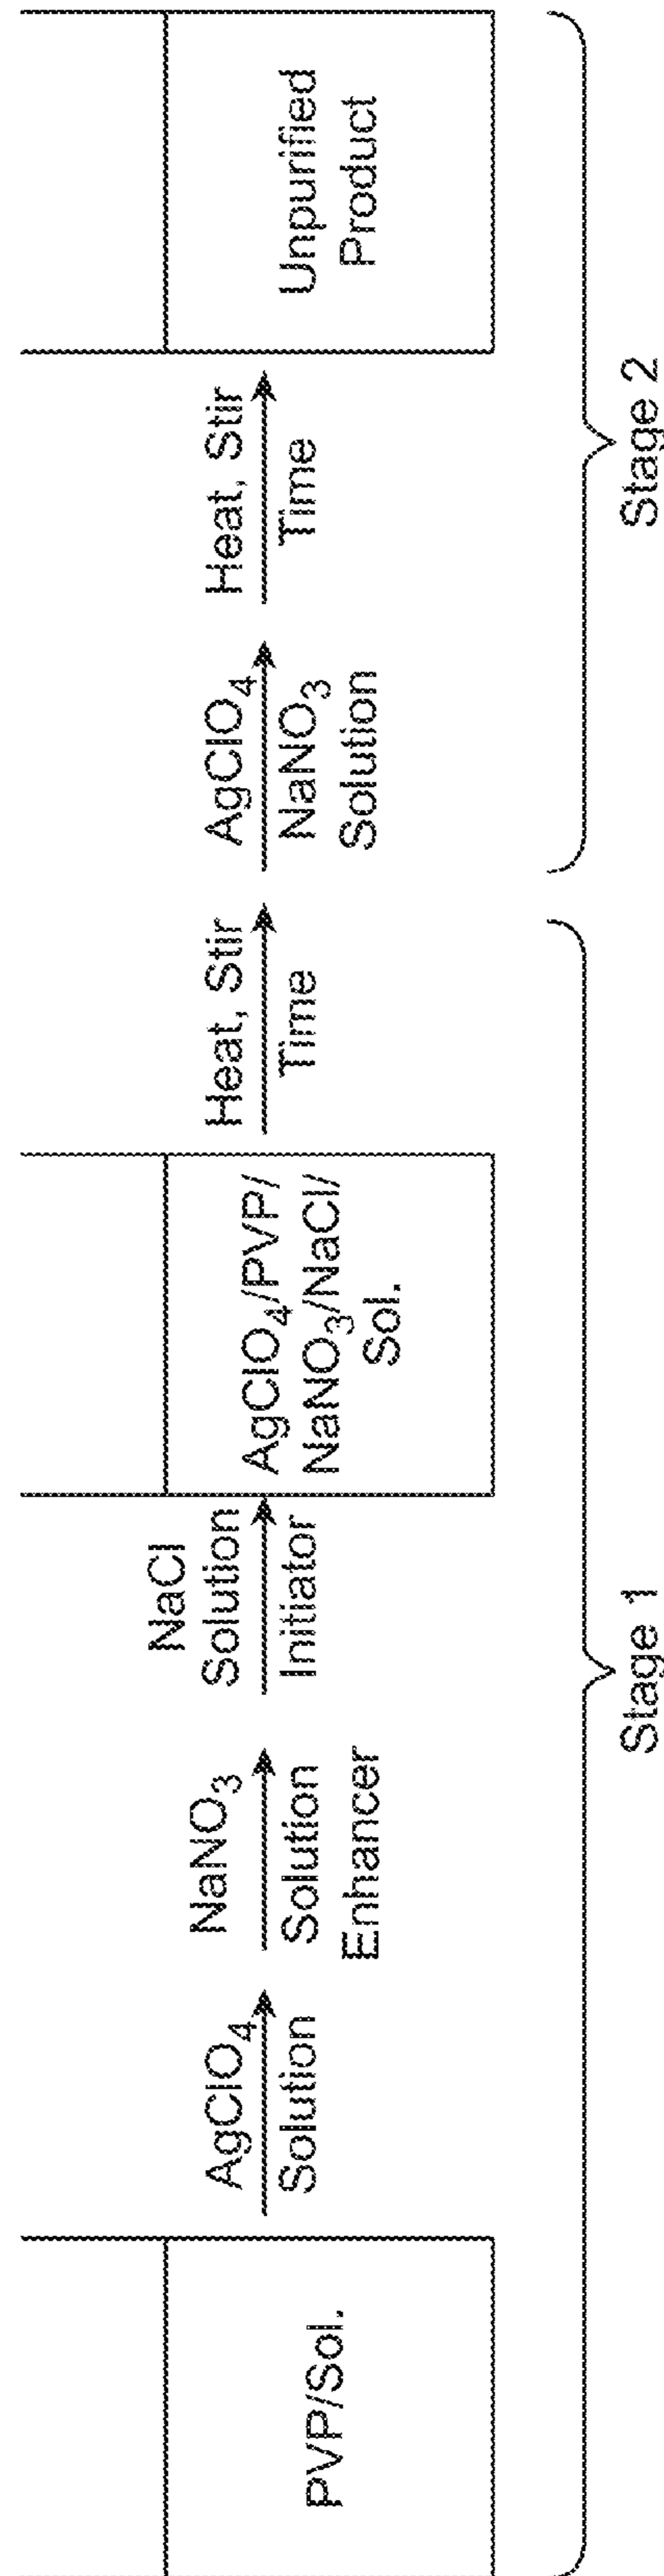 PVP/Sol.
AgClO4
Solution
NaNO3
Solution
Enhancer
NaCl
Solution
Initiator
AgClO4/PVP/
NaNO3/NaCl/
Sol.
Heat, Stir
Time
AgClO4
NaNO3
Solution
Heat, Stir
Time
Unpurified
Product
Stage 1
Stage 2